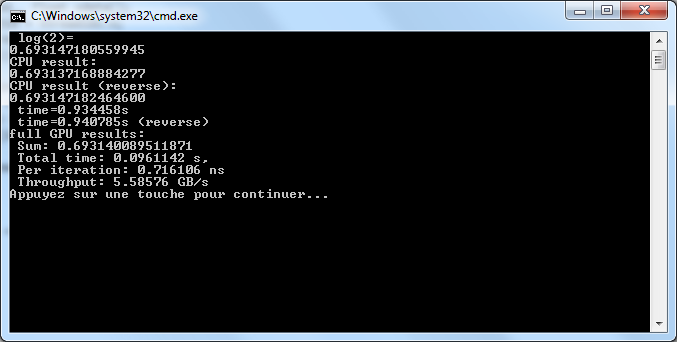 C:\Windows\system32\cmd.exe
log(2)=
0.693147180559945
CPU result:
0.693137168884277
CPU result (reverse):
0.693147182464600
time=0.934458s
time=0.940785s (reverse)
full GPU results:
Sum: 0.693140089511871
Total time: 0.0961142 s,
Per iteration: 0.716106 ns
Throughput: 5.58576 GB/s
Appuyez sur une touche pour continuer...